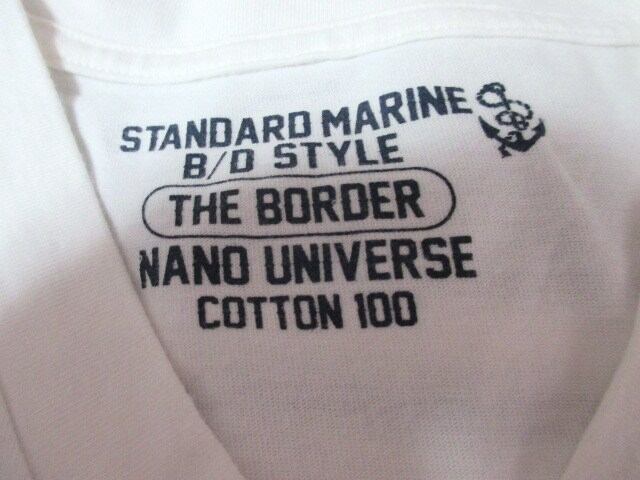 STANDARD MARINE
B/D STYLE
THE BORDER
NANO UNIVERSE
COTTON 100